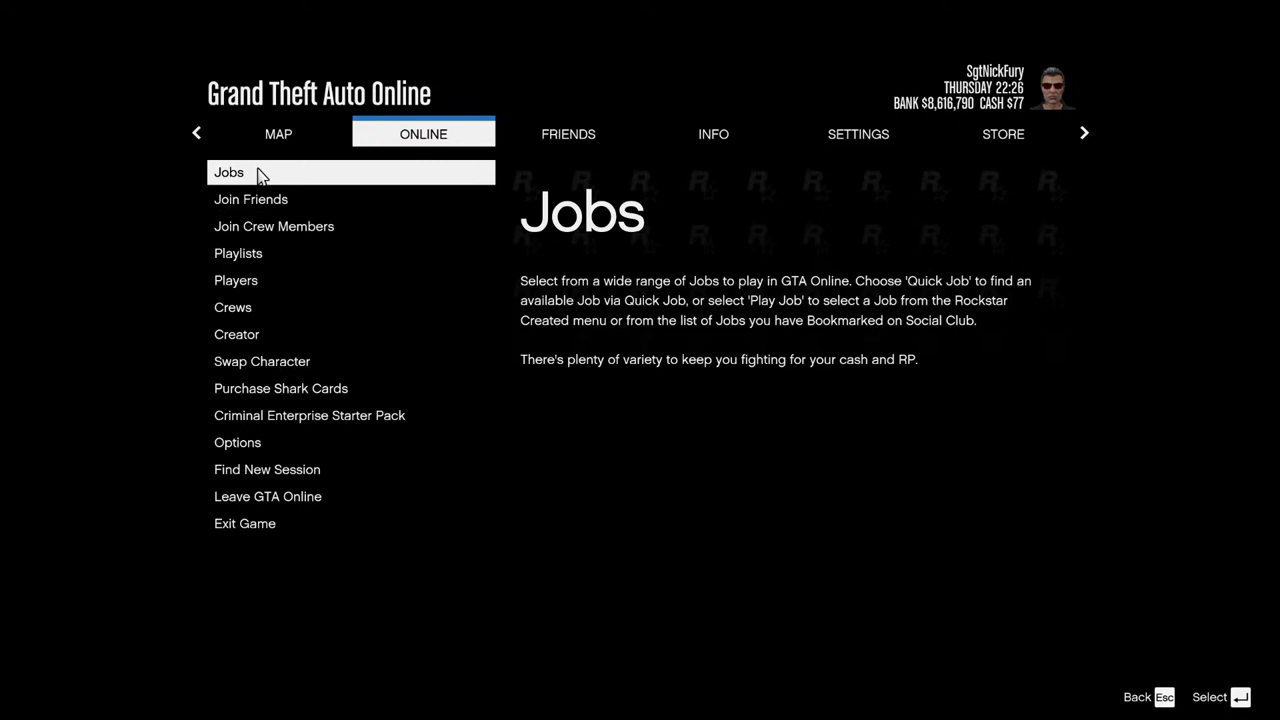 Grand Theft Auto Online
SgtNickFury
THURSDAY 22:26
BANK $8,616,790 CASH $77
MAP
ONLINE
FRIENDS
INFO
SETTINGS
STORE
Jobs
Join Friends
Join Crew Members
Playlists
Players
Crews
Creator
Swap Character
Purchase Shark Cards
Criminal Enterprise Starter Pack
Options
Find New Session
Leave GTA Online
Exit Game
Jobs
Select from a wide range of Jobs to play in GTA Online. Choose 'Quick Job' to find an
available Job via Quick Job, or select 'Play Job' to select a Job from the Rockstar
Created menu or from the list of Jobs you have Bookmarked on Social Club.
There's plenty of variety to keep you fighting for your cash and RP.
Back Esc Select